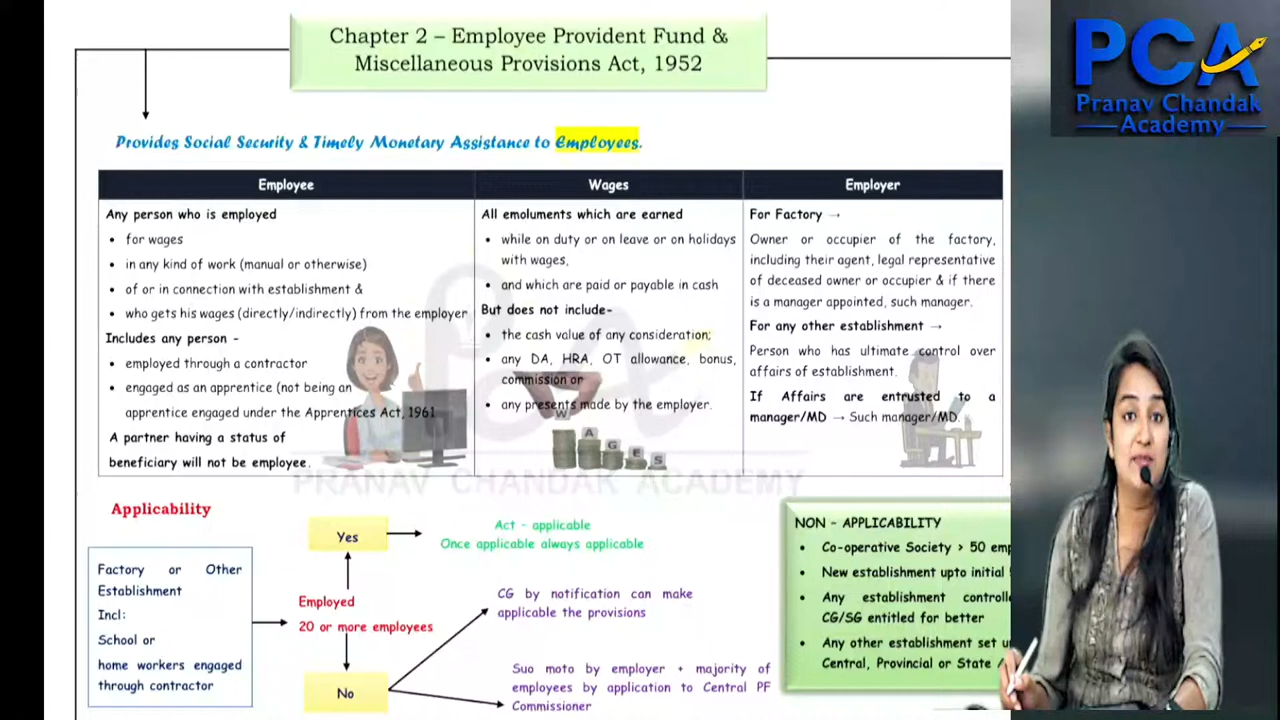 Chapter 2 – Employee Provident Fund &
Miscellaneous Provisions Act, 1952
PCA
Pranav Chandak
Academy
Provides Social Security & Timely Monetary Assistance to Employees.
Employee
Any person who is employed
• for wages
• in any kind of work (manual or otherwise)
• of or in connection with establishment &
• who gets his wages (directly/indirectly) from the employer
Includes any person -
• employed through a contractor
• engaged as an apprentice (not being an
apprentice engaged under the Apprentices Act, 1961
A partner having a status of
beneficiary will not be employee.
Wages
All emoluments which are earned
• while on duty or on leave or on holidays
with wages,
• and which are paid or payable in cash
But does not include-
• the cash value of any consideration;
• any DA, HRA, OT allowance, bonus,
commission or
• any presents made by the employer.
W A G E S
Employer
For Factory →
Owner or occupier of the factory,
including their agent, legal representative
of deceased owner or occupier & if there
is a manager appointed, such manager.
For any other establishment →
Person who has ultimate control over
affairs of establishment.
If Affairs are entrusted to a
manager/MD → Such manager/MD.
PRANAV CHANDAK ACADEMY
Applicability
Factory or Other
Establishment
Incl:
School or
home workers engaged
through contractor
Employed
20 or more employees
Yes
Act - applicable
Once applicable always applicable
No
CG by notification can make
applicable the provisions
Suo moto by employer + majority of
employees by application to Central PF
Commissioner
NON - APPLICABILITY
• Co-operative Society > 50 emp
• New establishment upto initial
• Any establishment controlle
CG/SG entitled for better
• Any other establishment set u
Central, Provincial or State /